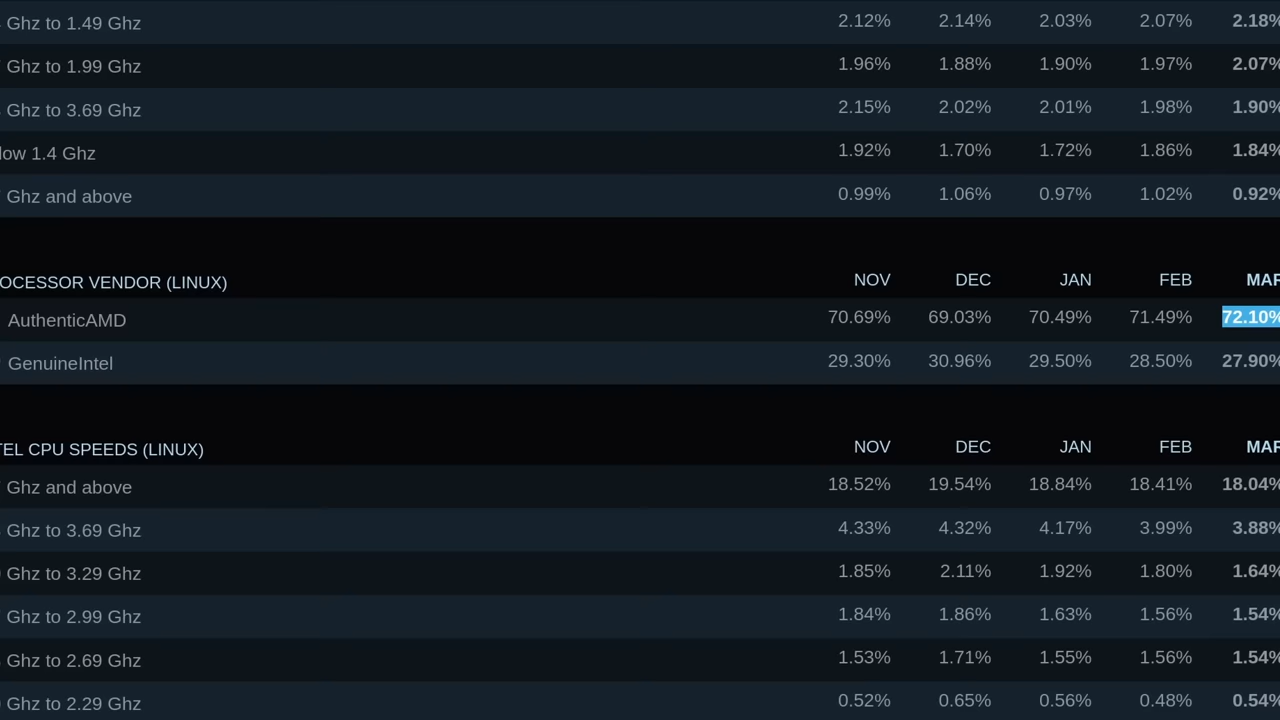 Ghz to 1.49 Ghz 2.12% 2.14% 2.03% 2.07% 2.18%
Ghz to 1.99 Ghz 1.96% 1.88% 1.90% 1.97% 2.07%
Ghz to 3.69 Ghz 2.15% 2.02% 2.01% 1.98% 1.90%
low 1.4 Ghz 1.92% 1.70% 1.72% 1.86% 1.84%
Ghz and above 0.99% 1.06% 0.97% 1.02% 0.92%
OCESSOR VENDOR (LINUX) NOV DEC JAN FEB MAR
AuthenticAMD 70.69% 69.03% 70.49% 71.49% 72.10%
GenuineIntel 29.30% 30.96% 29.50% 28.50% 27.90%
TEL CPU SPEEDS (LINUX) NOV DEC JAN FEB MAR
Ghz and above 18.52% 19.54% 18.84% 18.41% 18.04%
Ghz to 3.69 Ghz 4.33% 4.32% 4.17% 3.99% 3.88%
Ghz to 3.29 Ghz 1.85% 2.11% 1.92% 1.80% 1.64%
Ghz to 2.99 Ghz 1.84% 1.86% 1.63% 1.56% 1.54%
Ghz to 2.69 Ghz 1.53% 1.71% 1.55% 1.56% 1.54%
Ghz to 2.29 Ghz 0.52% 0.65% 0.56% 0.48% 0.54%